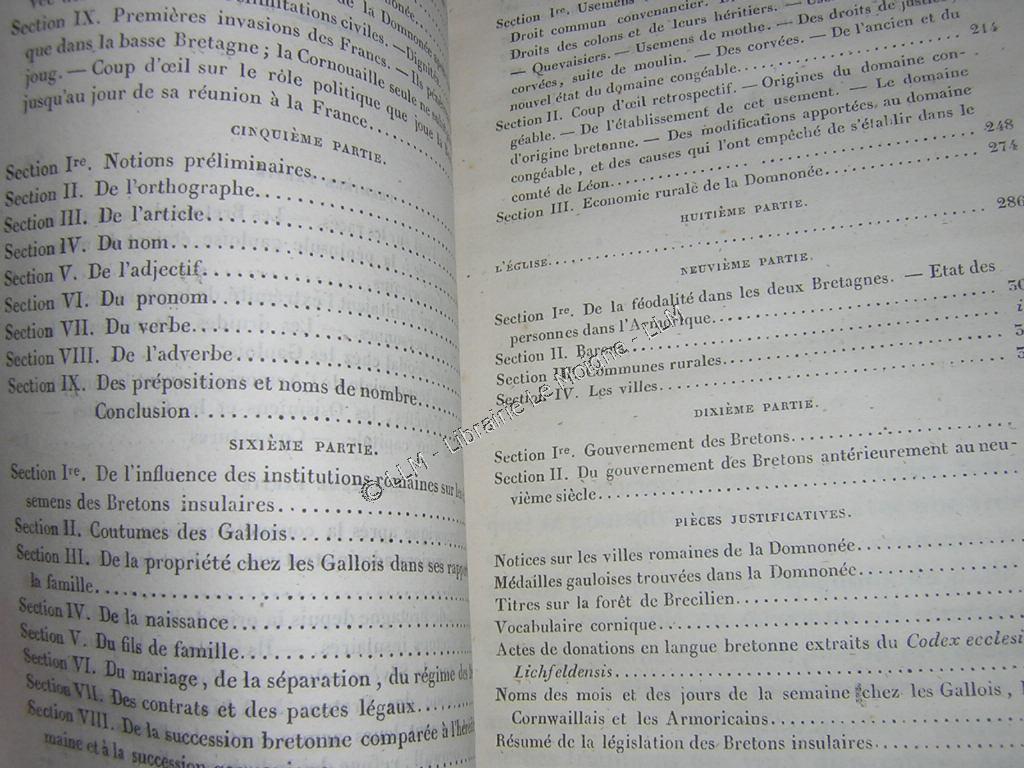 limitations civiles. — Dignités
de la Domnonée
Section IX. Premières invasions des Francs. — Ils
que dans la basse Bretagne ; la Cornouaille seule ne
joug. — Coup d'œil sur le rôle politique que joue la
jusqu'au jour de sa réunion à la France
CINQUIÈME PARTIE.
Section Ire. Notions préliminaires
Section II. De l'orthographe
Section III. De l'article
Section IV. Du nom
Section V. De l'adjectif
Section VI. Du pronom
Section VII. Du verbe
Section VIII. De l'adverbe
Section IX. Des prépositions et noms de nombre
Conclusion
SIXIÈME PARTIE.
Section Ire. De l'influence des institutions romaines sur les
semens des Bretons insulaires
Section II. Coutumes des Gallois
Section III. De la propriété chez les Gallois dans ses
la famille
Section IV. De la naissance
Section V. Du fils de famille
Section VI. Du mariage, de la séparation, du régime des
Section VII. Des contrats et des pactes légaux
Section VIII. De la succession bretonne comparée à
maine et à la succession
Section Ire. Usemens
Droit commun convenancier.
Droits des colons et de leurs héritiers. — Usemens
— Quevaisiers. — Usemens de mothe. — Des droits de justice,
corvées, suite de moulin. — Des corvées. — De l'ancien et du
nouvel état du domaine congéable 214
Section II. Coup d'œil retrospectif. — Origines du domaine con-
géable. — De l'établissement de cet usement. — Le domaine
d'origine bretonne. — Des modifications apportées, au domaine
congéable, et des causes qui l'ont empêché de s'établir dans le
comté de Léon 248
Section III. Economie rurale de la Domnonée 274
HUITIÈME PARTIE.
L'ÉGLISE 286
NEUVIÈME PARTIE.
Section Ire. De la féodalité dans les deux Bretagnes. — Etat des
personnes dans l'Armorique
Section II. Barons
Section III. Communes rurales
Section IV. Les villes
DIXIÈME PARTIE.
Section Ire. Gouvernement des Bretons
Section II. Du gouvernement des Bretons antérieurement au neu-
vième siècle
PIÈCES JUSTIFICATIVES.
Notices sur les villes romaines de la Domnonée
Médailles gauloises trouvées dans la Domnonée
Titres sur la forêt de Brecilien
Vocabulaire cornique
Actes de donations en langue bretonne extraits du Codex
Lichfeldensis
Noms des mois et des jours de la semaine chez les Gallois,
Cornwaillais et les Armoricains
Résumé de la législation des Bretons insulaires
© LLM - Librairie Le Moigne - LLM